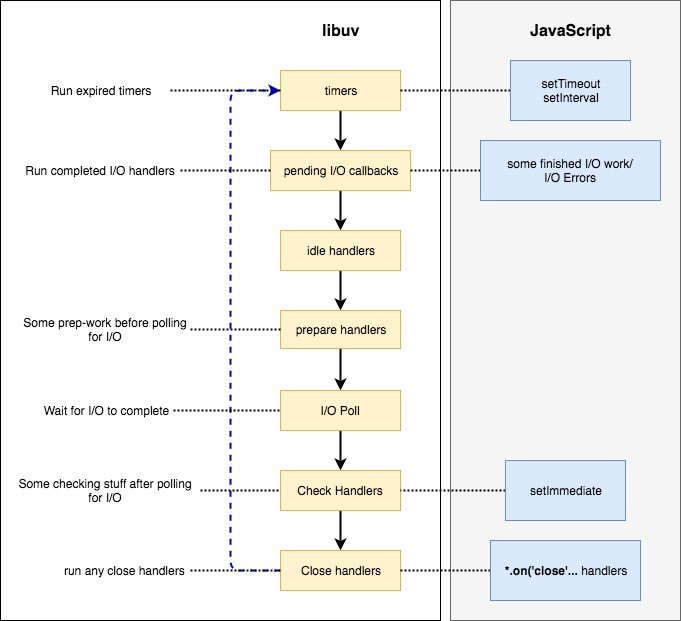 libuv
JavaScript
Run expired timers
timers
setTimeout
setInterval
Run completed I/O handlers
pending I/O callbacks
some finished I/O work/
I/O Errors
idle handlers
Some prep-work before polling
for I/O
prepare handlers
Wait for I/O to complete
I/O Poll
Some checking stuff after polling
for I/O
Check Handlers
setImmediate
run any close handlers
Close handlers
*.on('close'... handlers